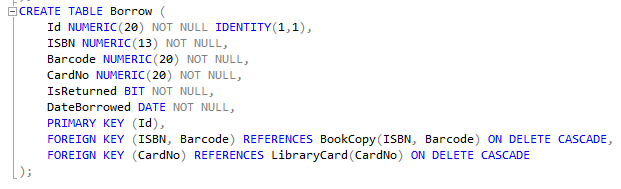 CREATE TABLE Borrow (
    Id NUMERIC(20) NOT NULL IDENTITY(1,1),
    ISBN NUMERIC(13) NOT NULL,
    Barcode NUMERIC(20) NOT NULL,
    CardNo NUMERIC(20) NOT NULL,
    IsReturned BIT NOT NULL,
    DateBorrowed DATE NOT NULL,
    PRIMARY KEY (Id),
    FOREIGN KEY (ISBN, Barcode) REFERENCES BookCopy(ISBN, Barcode) ON DELETE CASCADE,
    FOREIGN KEY (CardNo) REFERENCES LibraryCard(CardNo) ON DELETE CASCADE
);